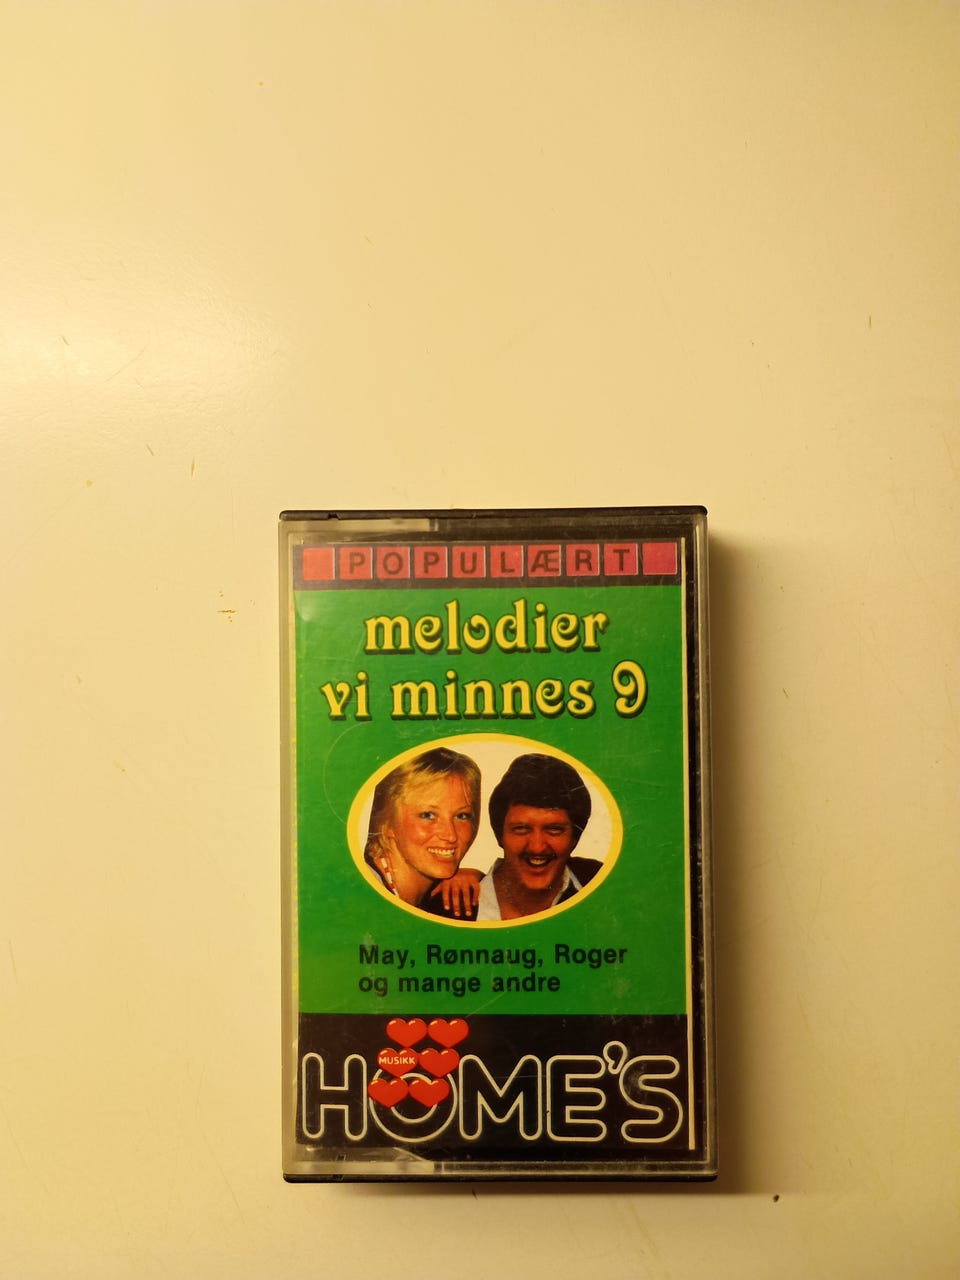 POPULÆRT
melodier
vi minnes 9
May, Rønnaug, Roger
og mange andre
MUSIKK
HOME'S